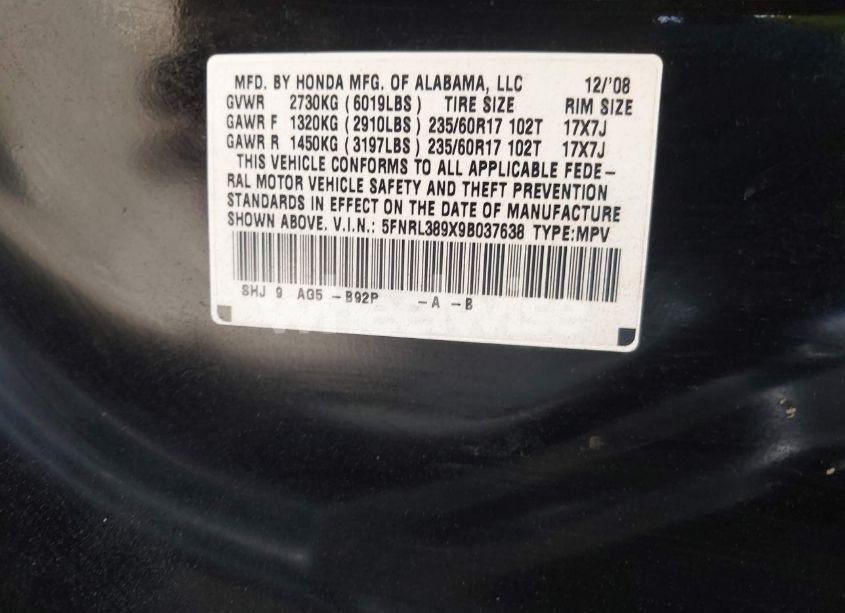 MFD. BY HONDA MFG. OF ALABAMA, LLC 12/'08
GVWR 2730KG (6019LBS) TIRE SIZE RIM SIZE
GAWR F 1320KG (2910LBS) 235/60R17 102T 17X7J
GAWR R 1450KG (3197LBS) 235/60R17 102T 17X7J
THIS VEHICLE CONFORMS TO ALL APPLICABLE FEDE-
RAL MOTOR VEHICLE SAFETY AND THEFT PREVENTION
STANDARDS IN EFFECT ON THE DATE OF MANUFACTURE
SHOWN ABOVE. V.I.N.: 5FNRL389X9B037638 TYPE:MPV
SHJ 9 AG5 -B92P -A -B